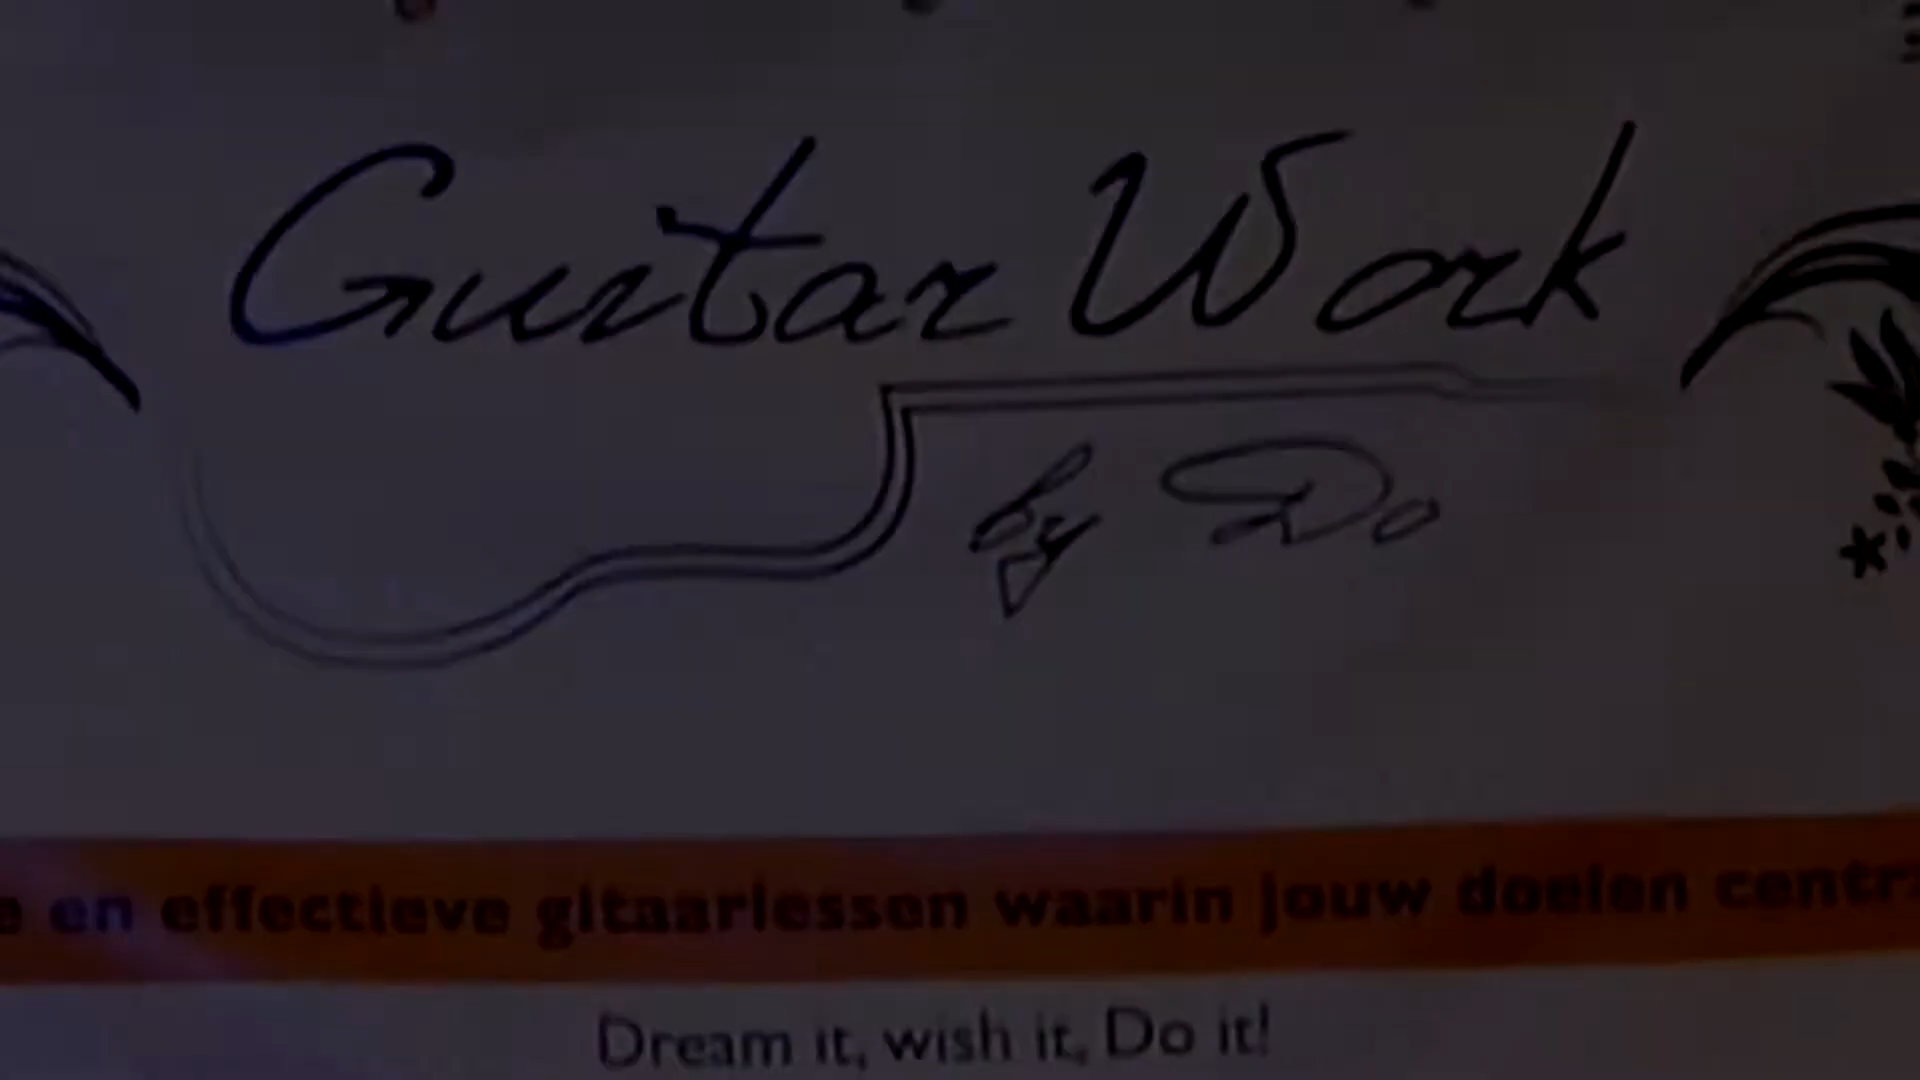 Guitar Work
by Do
en effectieve gitaarlessen waarin jouw doelen
Dream it, wish it, Do it!